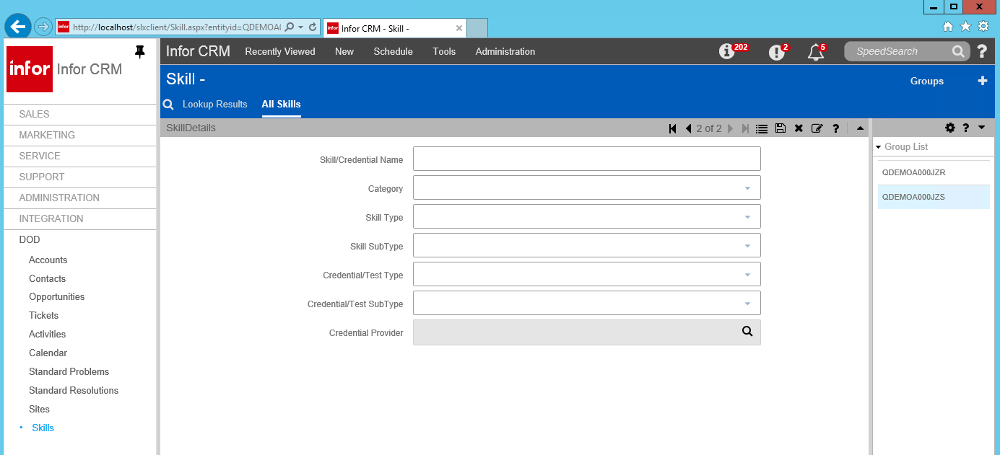 http://localhost/slxclient/Skill.aspx?entityid=QDEMOA(
infor Infor CRM - Skill -
infor Infor CRM
Infor CRM Recently Viewed New Schedule Tools Administration 202 2 5 SpeedSearch ?
Skill -
Groups +
Lookup Results All Skills
SkillDetails 2 of 2 ? ?
SALES
MARKETING
SERVICE
SUPPORT
ADMINISTRATION
INTEGRATION
DOD
Accounts
Contacts
Opportunities
Tickets
Activities
Calendar
Standard Problems
Standard Resolutions
Sites
Skills
Skill/Credential Name
Category
Skill Type
Skill SubType
Credential/Test Type
Credential/Test SubType
Credential Provider
Group List
QDEMOA000JZR
QDEMOA000JZS